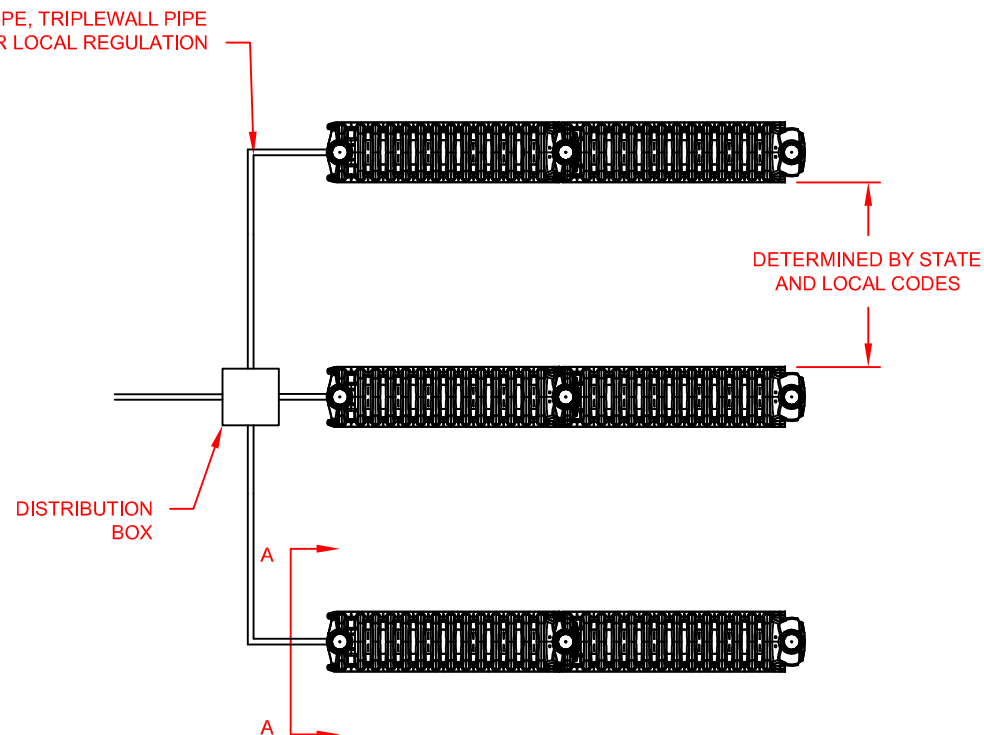 PE, TRIPLEWALL PIPE
R LOCAL REGULATION
DETERMINED BY STATE
AND LOCAL CODES
DISTRIBUTION
BOX
A
A